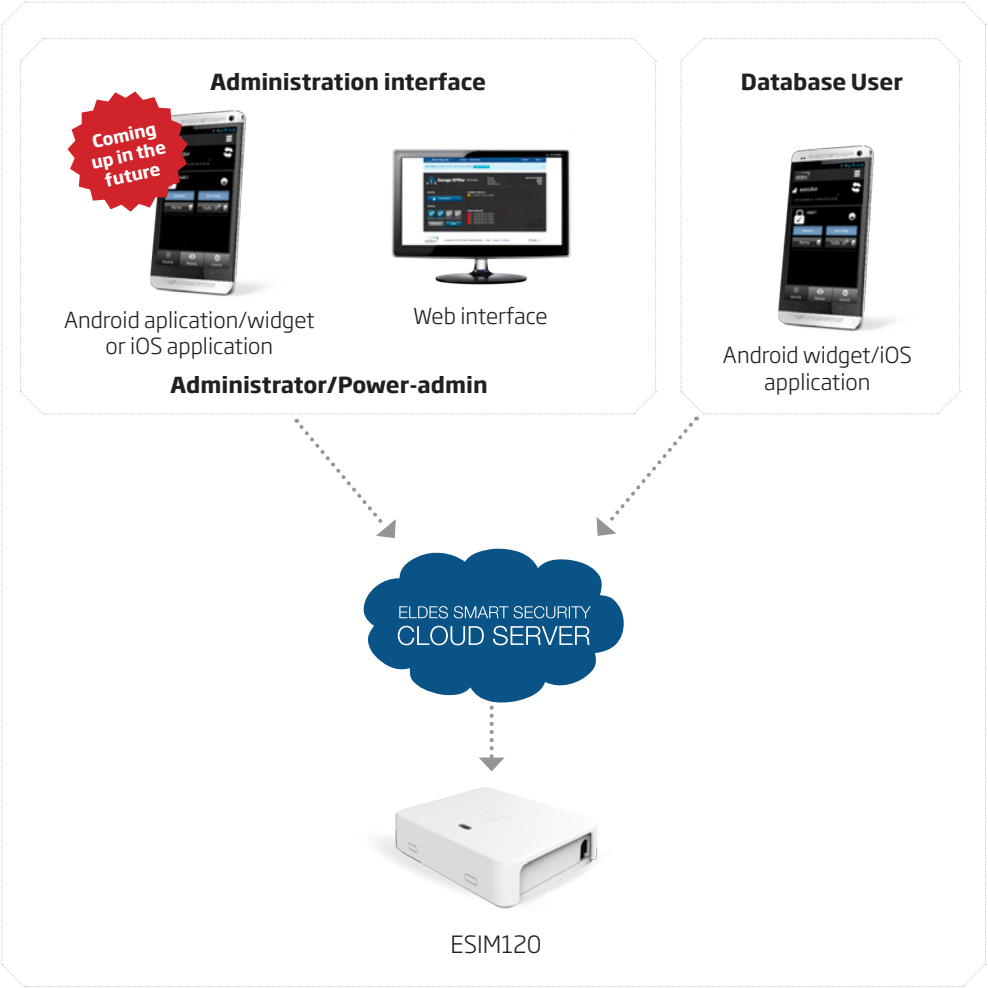 Administration interface
Coming
up in the
future
Android aplication/widget
or iOS application
Web interface
Administrator/Power-admin
Database User
Android widget/iOS
application
ELDES SMART SECURITY
CLOUD SERVER
ESIM120